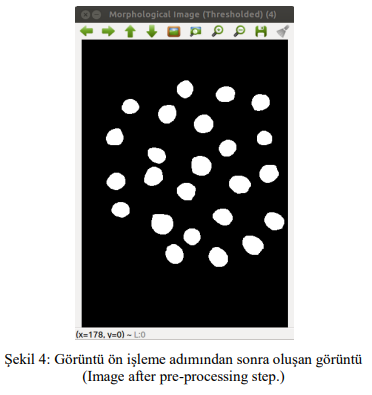 Morphological Image (Thresholded) (4)
(x=178, y=0) ~ L:0
Şekil 4: Görüntü ön işleme adımından sonra oluşan görüntü
(Image after pre-processing step.)